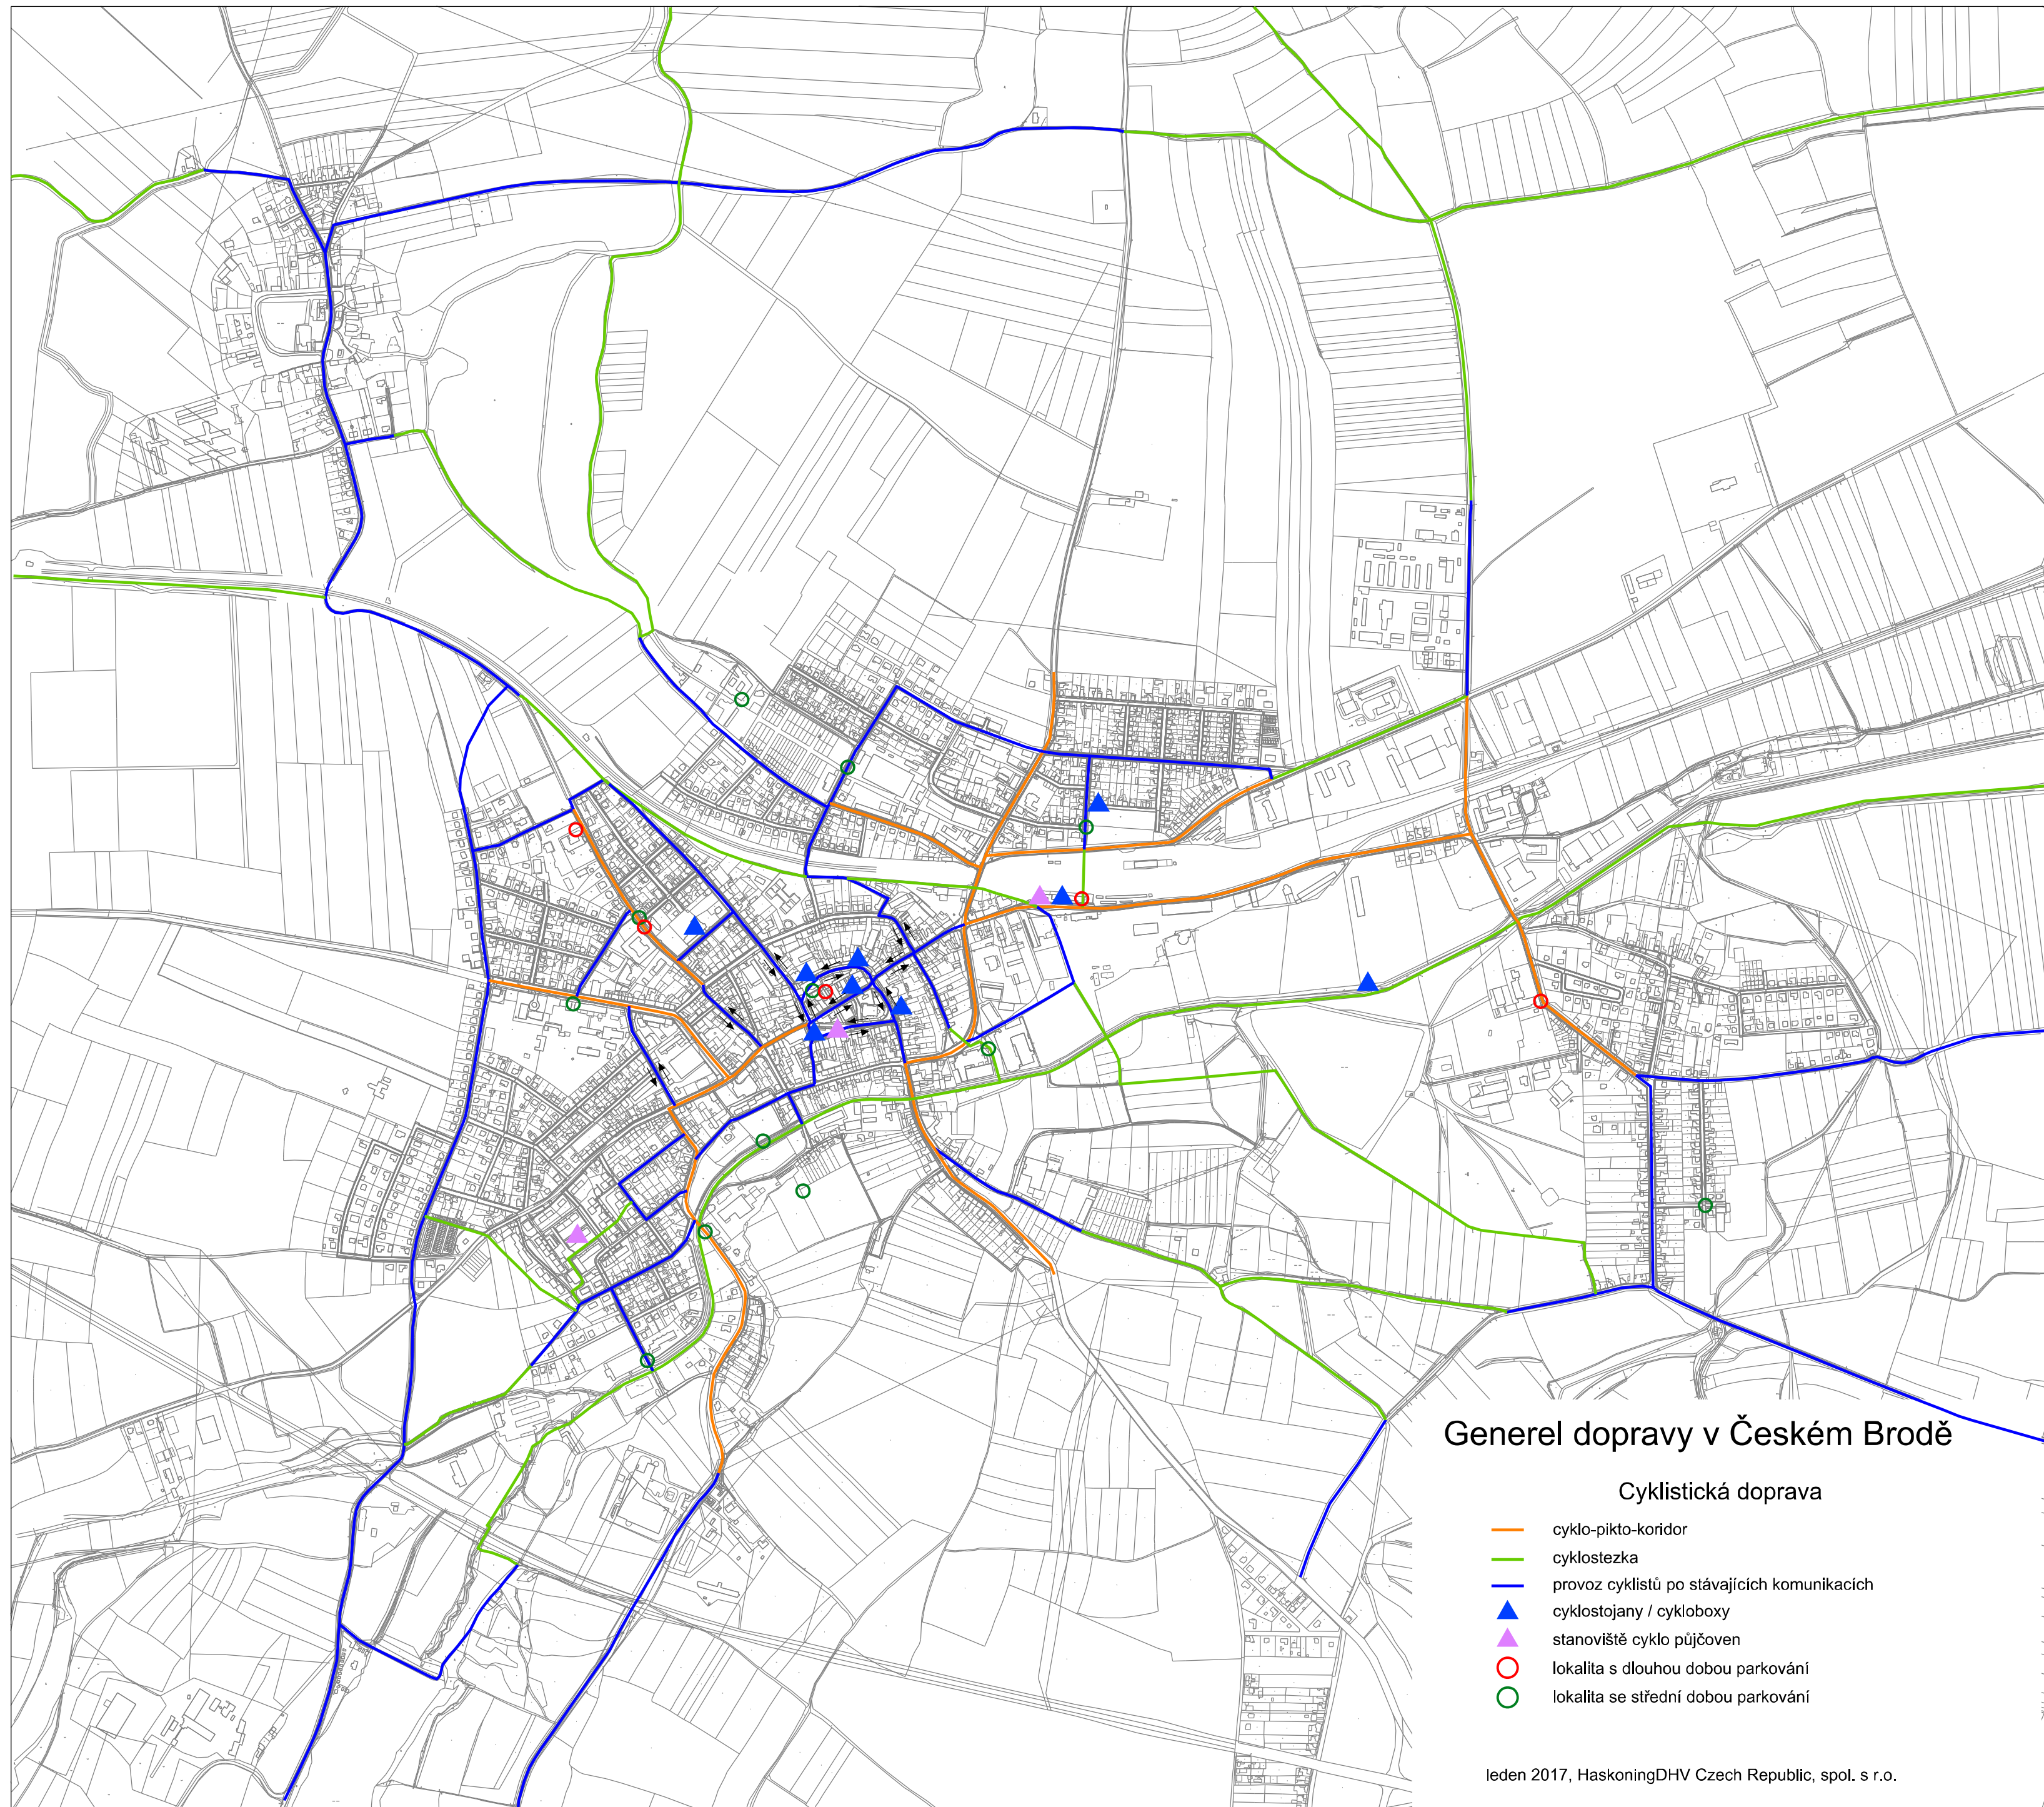 Generel dopravy v Českém Brodě
Cyklistická doprava
cyklo-pikto-koridor
cyklostezka
provoz cyklistů po stávajících komunikacích
cyklostojany / cykloboxy
stanoviště cyklo půjčoven
lokalita s dlouhou dobou parkování
lokalita se střední dobou parkování
leden 2017, HaskoningDHV Czech Republic, spol. s r.o.